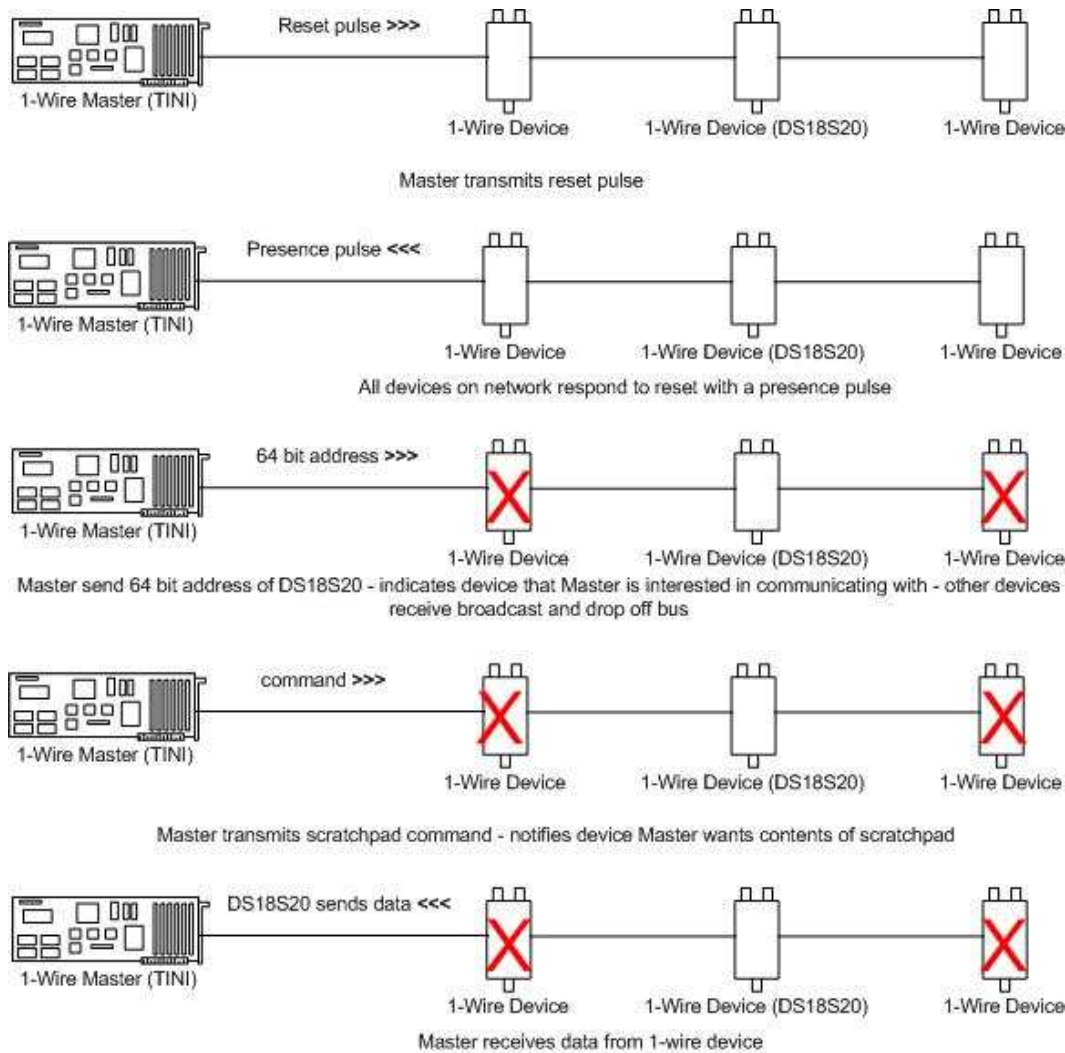 Reset pulse >>>
1-Wire Master (TINI)
1-Wire Device
1-Wire Device (DS18S20)
1-Wire Device
Master transmits reset pulse
Presence pulse <<<
1-Wire Master (TINI)
1-Wire Device
1-Wire Device (DS18S20)
1-Wire Device
All devices on network respond to reset with a presence pulse
64 bit address >>>
1-Wire Master (TINI)
1-Wire Device
1-Wire Device (DS18S20)
1-Wire Device
Master send 64 bit address of DS18S20 - indicates device that Master is interested in communicating with - other devices
receive broadcast and drop off bus
command >>>
1-Wire Master (TINI)
1-Wire Device
1-Wire Device (DS18S20)
1-Wire Device
Master transmits scratchpad command - notifies device Master wants contents of scratchpad
DS18S20 sends data <<<
1-Wire Master (TINI)
1-Wire Device
1-Wire Device (DS18S20)
1-Wire Device
Master receives data from 1-wire device